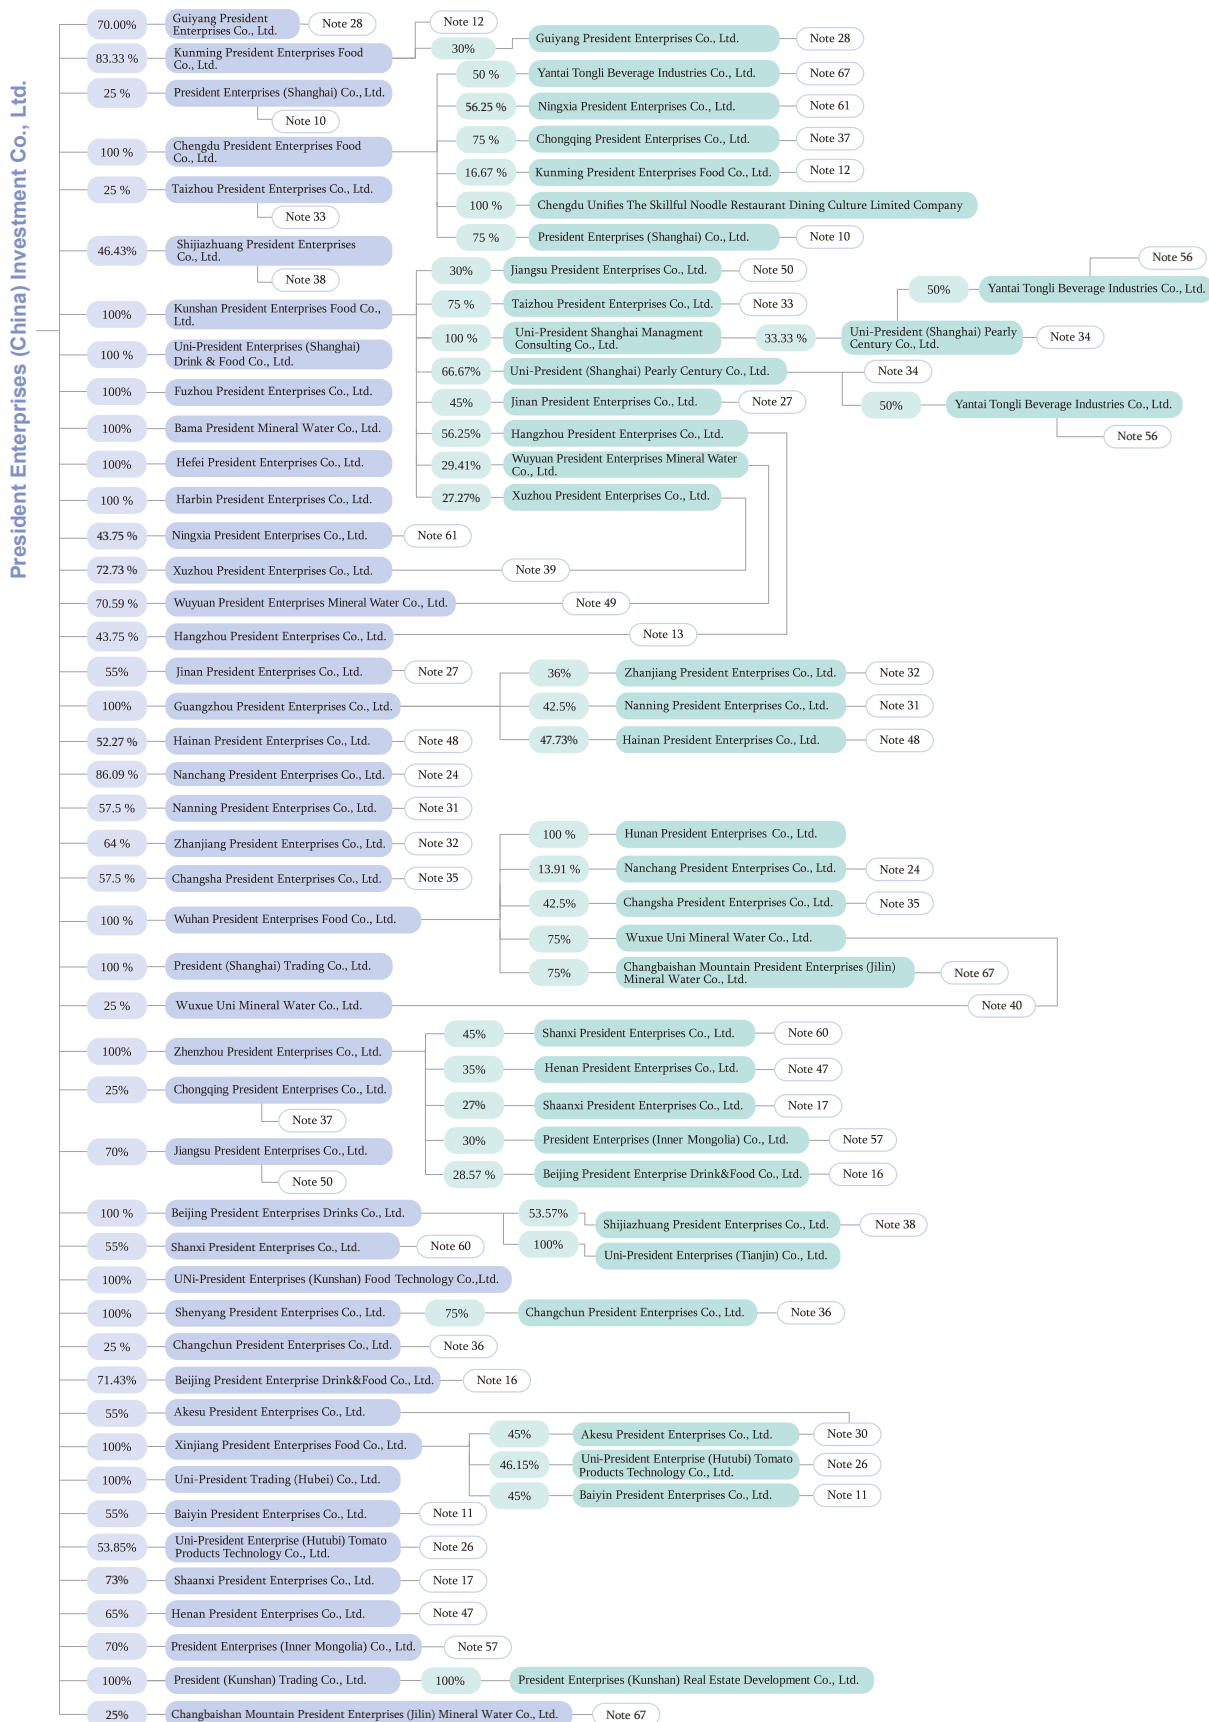 President Enterprises (China) Investment Co., Ltd.
70.00%
Guiyang President
Enterprises Co., Ltd.
Note 28
83.33 %
Kunming President Enterprises Food
Co., Ltd.
Note 12
30%
Guiyang President Enterprises Co., Ltd.
Note 28
25 %
President Enterprises (Shanghai) Co., Ltd.
Note 10
100 %
Chengdu President Enterprises Food
Co., Ltd.
50 %
Yantai Tongli Beverage Industries Co., Ltd.
Note 67
56.25 %
Ningxia President Enterprises Co., Ltd.
Note 61
75 %
Chongqing President Enterprises Co., Ltd.
Note 37
16.67 %
Kunming President Enterprises Food Co., Ltd.
Note 12
100 %
Chengdu Unifies The Skillful Noodle Restaurant Dining Culture Limited Company
75 %
President Enterprises (Shanghai) Co., Ltd.
Note 10
25 %
Taizhou President Enterprises Co., Ltd.
Note 33
46.43%
Shijiazhuang President Enterprises
Co., Ltd.
Note 38
100%
Kunshan President Enterprises Food Co.,
Ltd.
30%
Jiangsu President Enterprises Co., Ltd.
Note 50
75 %
Taizhou President Enterprises Co., Ltd.
Note 33
100 %
Uni-President Shanghai Managment
Consulting Co., Ltd.
33.33 %
Uni-President (Shanghai) Pearly
Century Co., Ltd.
Note 34
50%
Yantai Tongli Beverage Industries Co., Ltd.
Note 56
66.67%
Uni-President (Shanghai) Pearly Century Co., Ltd.
Note 34
50%
Yantai Tongli Beverage Industries Co., Ltd.
Note 56
45%
Jinan President Enterprises Co., Ltd.
Note 27
56.25%
Hangzhou President Enterprises Co., Ltd.
29.41%
Wuyuan President Enterprises Mineral Water
Co., Ltd.
27.27%
Xuzhou President Enterprises Co., Ltd.
100 %
Uni-President Enterprises (Shanghai)
Drink & Food Co., Ltd.
100%
Fuzhou President Enterprises Co., Ltd.
100%
Bama President Mineral Water Co., Ltd.
100%
Hefei President Enterprises Co., Ltd.
100 %
Harbin President Enterprises Co., Ltd.
43.75 %
Ningxia President Enterprises Co., Ltd.
Note 61
72.73 %
Xuzhou President Enterprises Co., Ltd.
Note 39
70.59 %
Wuyuan President Enterprises Mineral Water Co., Ltd.
Note 49
43.75 %
Hangzhou President Enterprises Co., Ltd.
Note 13
55%
Jinan President Enterprises Co., Ltd.
Note 27
100%
Guangzhou President Enterprises Co., Ltd.
36%
Zhanjiang President Enterprises Co., Ltd.
Note 32
42.5%
Nanning President Enterprises Co., Ltd.
Note 31
47.73%
Hainan President Enterprises Co., Ltd.
Note 48
52.27 %
Hainan President Enterprises Co., Ltd.
Note 48
86.09 %
Nanchang President Enterprises Co., Ltd.
Note 24
57.5 %
Nanning President Enterprises Co., Ltd.
Note 31
64 %
Zhanjiang President Enterprises Co., Ltd.
Note 32
57.5 %
Changsha President Enterprises Co., Ltd.
Note 35
100 %
Wuhan President Enterprises Food Co., Ltd.
100 %
Hunan President Enterprises Co., Ltd.
13.91 %
Nanchang President Enterprises Co., Ltd.
Note 24
42.5%
Changsha President Enterprises Co., Ltd.
Note 35
75%
Wuxue Uni Mineral Water Co., Ltd.
75%
Changbaishan Mountain President Enterprises (Jilin)
Mineral Water Co., Ltd.
Note 67
100 %
President (Shanghai) Trading Co., Ltd.
25 %
Wuxue Uni Mineral Water Co., Ltd.
Note 40
100%
Zhenzhou President Enterprises Co., Ltd.
45%
Shanxi President Enterprises Co., Ltd.
Note 60
35%
Henan President Enterprises Co., Ltd.
Note 47
27%
Shaanxi President Enterprises Co., Ltd.
Note 17
30%
President Enterprises (Inner Mongolia) Co., Ltd.
Note 57
28.57 %
Beijing President Enterprise Drink&Food Co., Ltd.
Note 16
25%
Chongqing President Enterprises Co., Ltd.
Note 37
70%
Jiangsu President Enterprises Co., Ltd.
Note 50
100 %
Beijing President Enterprises Drinks Co., Ltd.
53.57%
Shijiazhuang President Enterprises Co., Ltd.
Note 38
100%
Uni-President Enterprises (Tianjin) Co., Ltd.
55%
Shanxi President Enterprises Co., Ltd.
Note 60
100%
UNi-President Enterprises (Kunshan) Food Technology Co.,Ltd.
100%
Shenyang President Enterprises Co., Ltd.
75%
Changchun President Enterprises Co., Ltd.
Note 36
25 %
Changchun President Enterprises Co., Ltd.
Note 36
71.43%
Beijing President Enterprise Drink&Food Co., Ltd.
Note 16
55%
Akesu President Enterprises Co., Ltd.
100%
Xinjiang President Enterprises Food Co., Ltd.
45%
Akesu President Enterprises Co., Ltd.
Note 30
46.15%
Uni-President Enterprise (Hutubi) Tomato
Products Technology Co., Ltd.
Note 26
45%
Baiyin President Enterprises Co., Ltd.
Note 11
100%
Uni-President Trading (Hubei) Co., Ltd.
55%
Baiyin President Enterprises Co., Ltd.
Note 11
53.85%
Uni-President Enterprise (Hutubi) Tomato
Products Technology Co., Ltd.
Note 26
73%
Shaanxi President Enterprises Co., Ltd.
Note 17
65%
Henan President Enterprises Co., Ltd.
Note 47
70%
President Enterprises (Inner Mongolia) Co., Ltd.
Note 57
100%
President (Kunshan) Trading Co., Ltd.
100%
President Enterprises (Kunshan) Real Estate Development Co., Ltd.
25%
Changbaishan Mountain President Enterprises (Jilin) Mineral Water Co., Ltd.
Note 67